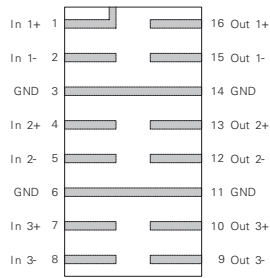 In 1+ 1 16 Out 1+
In 1- 2 15 Out 1-
GND 3 14 GND
In 2+ 4 13 Out 2+
In 2- 5 12 Out 2-
GND 6 11 GND
In 3+ 7 10 Out 3+
In 3- 8 9 Out 3-